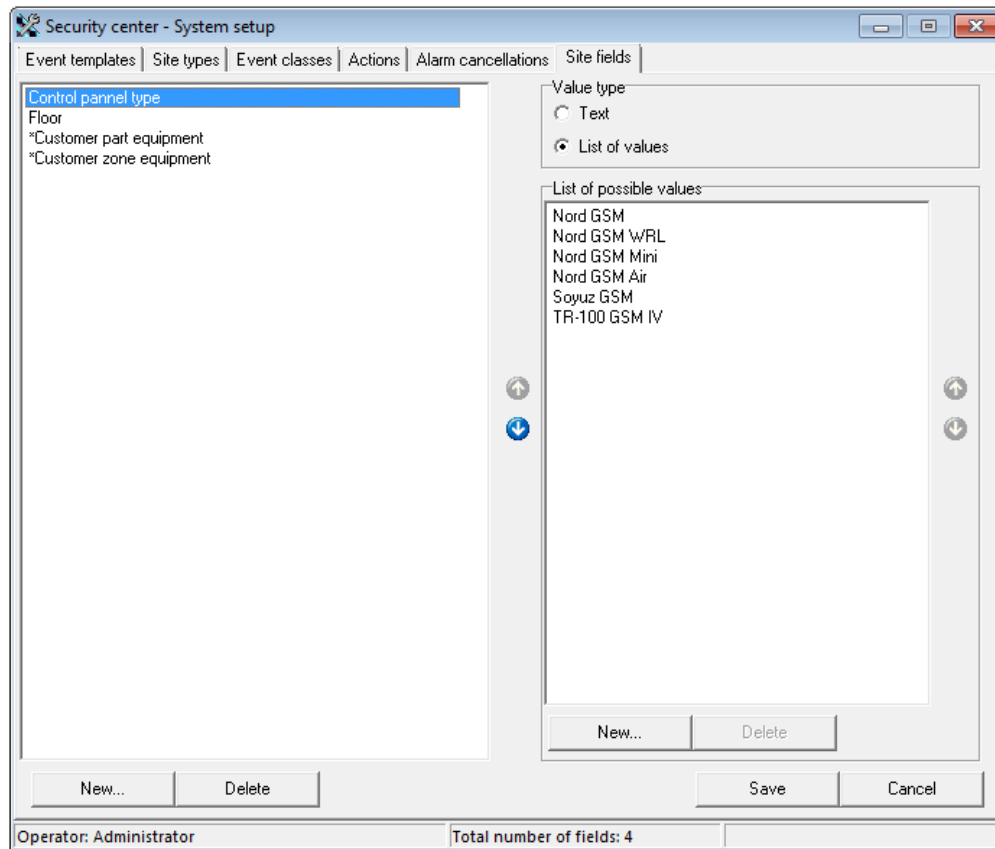 Security center - System setup
Event templates
Site types
Event classes
Actions
Alarm cancellations
Site fields
Control pannel type
Floor
*Customer part equipment
*Customer zone equipment
Value type
Text
List of values
List of possible values
Nord GSM
Nord GSM WRL
Nord GSM Mini
Nord GSM Air
Soyuz GSM
TR-100 GSM IV
New...
Delete
New...
Delete
Save
Cancel
Operator: Administrator
Total number of fields: 4